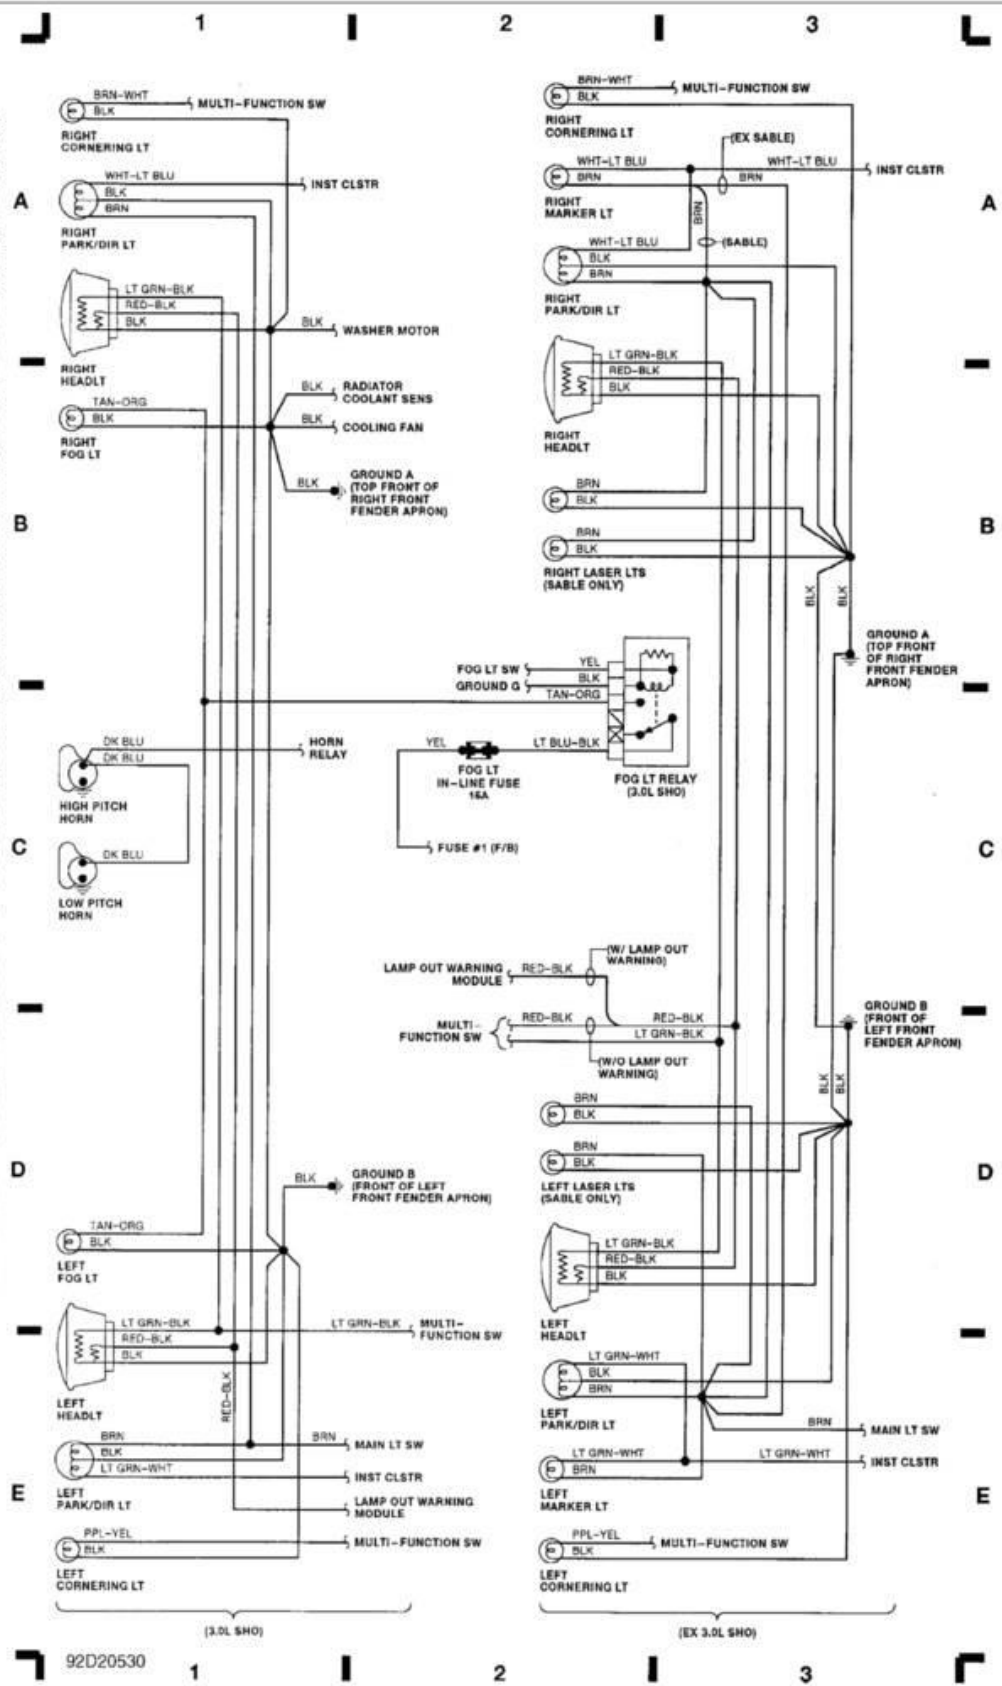 1 2 3
BRN-WHT
MULTI-FUNCTION SW
BLK
RIGHT
CORNERING LT
WHT-LT BLU
INST CLSTR
BLK
BRN
A
RIGHT
PARK/DIR LT
LT GRN-BLK
RED-BLK
BLK
BLK
WASHER MOTOR
RIGHT
HEADLT
BLK
RADIATOR
COOLANT SENS
TAN-ORG
BLK
BLK
COOLING FAN
RIGHT
FOG LT
BLK
GROUND A
(TOP FRONT OF
RIGHT FRONT
FENDER APRON)
B
DK BLU
HORN
RELAY
DK BLU
HIGH PITCH
HORN
C
DK BLU
LOW PITCH
HORN
BLK
GROUND B
(FRONT OF LEFT
FRONT FENDER APRON)
D
TAN-ORG
BLK
LEFT
FOG LT
LT GRN-BLK
LT GRN-BLK
MULTI-
FUNCTION SW
RED-BLK
BLK
RED-BLK
LEFT
HEADLT
BRN
BRN
MAIN LT SW
BLK
LT GRN-WHT
INST CLSTR
E
LEFT
PARK/DIR LT
LAMP OUT WARNING
MODULE
PPL-YEL
MULTI-FUNCTION SW
BLK
LEFT
CORNERING LT
(3.0L SHO)
FOG LT SW
YEL
GROUND G
BLK
TAN-ORG
YEL
LT BLU-BLK
FOG LT
IN-LINE FUSE
15A
FOG LT RELAY
(3.0L SHO)
FUSE #1 (F/B)
(W/ LAMP OUT
WARNING)
LAMP OUT WARNING
MODULE
RED-BLK
MULTI-
FUNCTION SW
RED-BLK
RED-BLK
LT GRN-BLK
(W/O LAMP OUT
WARNING)
BRN-WHT
MULTI-FUNCTION SW
BLK
RIGHT
CORNERING LT
(EX SABLE)
WHT-LT BLU
WHT-LT BLU
INST CLSTR
BRN
BRN
RIGHT
MARKER LT
BRN
A
WHT-LT BLU
(SABLE)
BLK
BRN
RIGHT
PARK/DIR LT
LT GRN-BLK
RED-BLK
BLK
RIGHT
HEADLT
BRN
BLK
B
BRN
BLK
RIGHT LASER LTS
(SABLE ONLY)
BLK
BLK
GROUND A
(TOP FRONT
OF RIGHT
FRONT FENDER
APRON)
C
GROUND B
(FRONT OF
LEFT FRONT
FENDER APRON)
BLK
BLK
BRN
BLK
BRN
BLK
D
LEFT LASER LTS
(SABLE ONLY)
LT GRN-BLK
RED-BLK
BLK
LEFT
HEADLT
LT GRN-WHT
BLK
BRN
LEFT
PARK/DIR LT
BRN
MAIN LT SW
LT GRN-WHT
LT GRN-WHT
INST CLSTR
BRN
E
LEFT
MARKER LT
PPL-YEL
MULTI-FUNCTION SW
BLK
LEFT
CORNERING LT
(EX 3.0L SHO)
92D20530
1 2 3